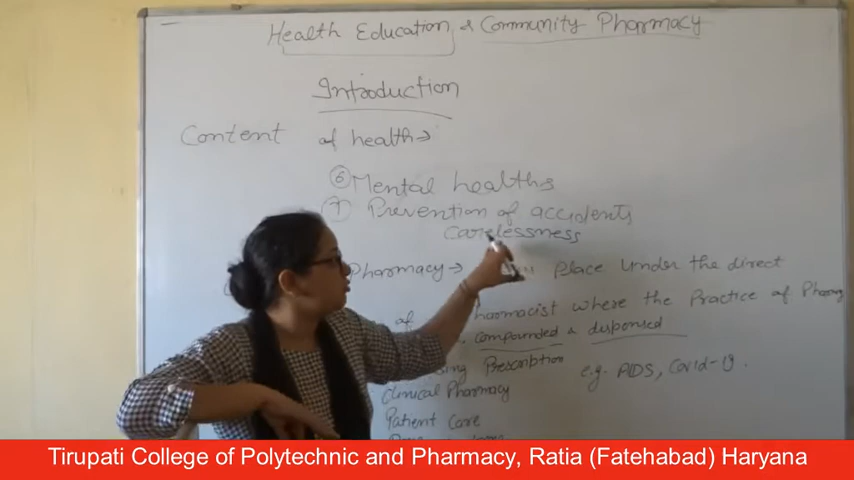 Health Education & Community Pharmacy
Introduction
Content of health→
⑥ Mental health→
⑦ Prevention of accidents
Carelessness
Pharmacy→ place under the direct
of harmacist where the Practice of Pharmacy
compounded & dispensed
Prescription e.g. AIDS, Covid-19.
Clinical Pharmacy
Patient Care
Tirupati College of Polytechnic and Pharmacy, Ratia (Fatehabad) Haryana